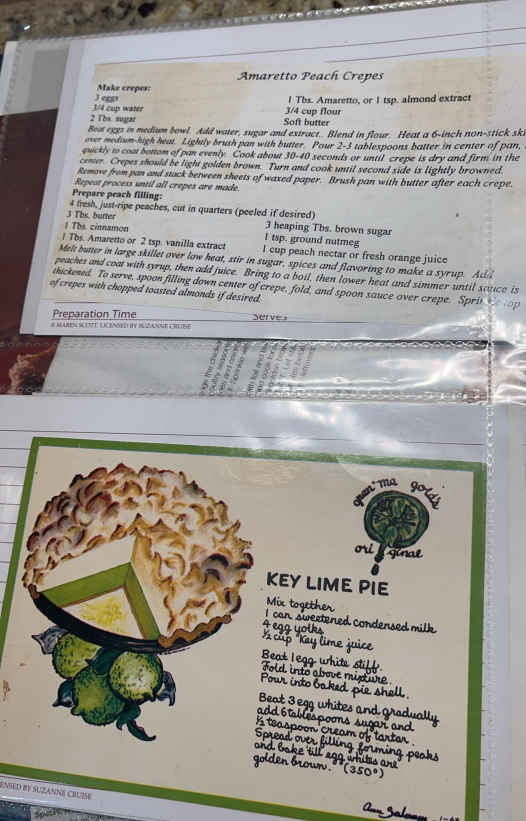 Amaretto Peach Crepes
Make crepes:
3 eggs
1 Tbs. Amaretto, or 1 tsp. almond extract
3/4 cup water
3/4 cup flour
2 Tbs. sugar
Soft butter
Beat eggs in medium bowl. Add water, sugar and extract. Blend in flour. Heat a 6-inch non-stick
over medium-high heat. Lightly brush pan with butter. Pour 2-3 tablespoons batter in center of pan,
quickly to coat bottom of pan evenly. Cook about 30-40 seconds or until crepe is dry and firm in the
center. Crepes should be light golden brown. Turn and cook until second side is lightly browned.
Remove from pan and stack between sheets of waxed paper. Brush pan with butter after each crepe.
Repeat process until all crepes are made.
Prepare peach filling:
4 fresh, just-ripe peaches, cut in quarters (peeled if desired)
3 Tbs. butter
3 heaping Tbs. brown sugar
1 Tbs. cinnamon
1 tsp. ground nutmeg
1 Tbs. Amaretto or 2 tsp. vanilla extract
1 cup peach nectar or fresh orange juice
Melt butter in large skillet over low heat, stir in sugar, spices and flavoring to make a syrup. Add
peaches and coat with syrup, then add juice. Bring to a boil, then lower heat and simmer until sauce is
thickened. To serve, spoon filling down center of crepe, fold, and spoon sauce over crepe. Sprinkle top
of crepes with chopped toasted almonds if desired.
Preparation Time
Serves
© MAREN SCOTT, LICENSED BY SUZANNE CRUISE
gran'ma gold's
original
KEY LIME PIE
Mix together
1 can sweetened condensed milk
4 egg yolks
1/2 cup Key lime juice
Beat 1 egg white stiff.
Fold into above mixture.
Pour into baked pie shell.
Beat 3 egg whites and gradually
add 6 tablespoons sugar and
1/2 teaspoon cream of tartar.
Spread over filling forming peaks
and bake 'till egg whites are
golden brown. (350°)
ENSED BY SUZANNE CRUISE